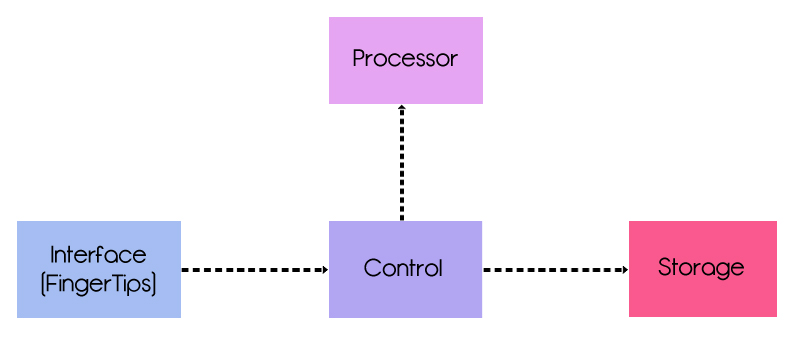 Processor
Interface
(FingerTips)
Control
Storage